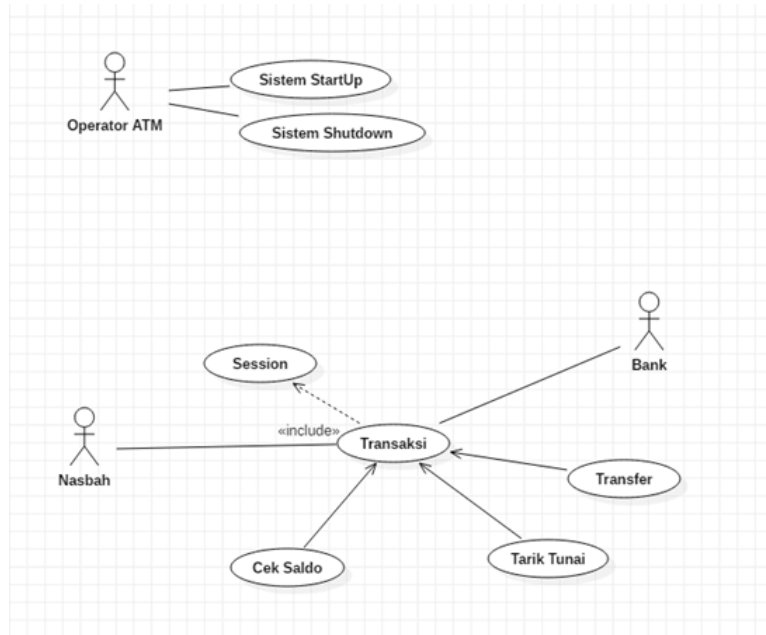 Sistem StartUp
Operator ATM
Sistem Shutdown
Bank
Session
«include»
Transaksi
Nasbah
Transfer
Cek Saldo
Tarik Tunai